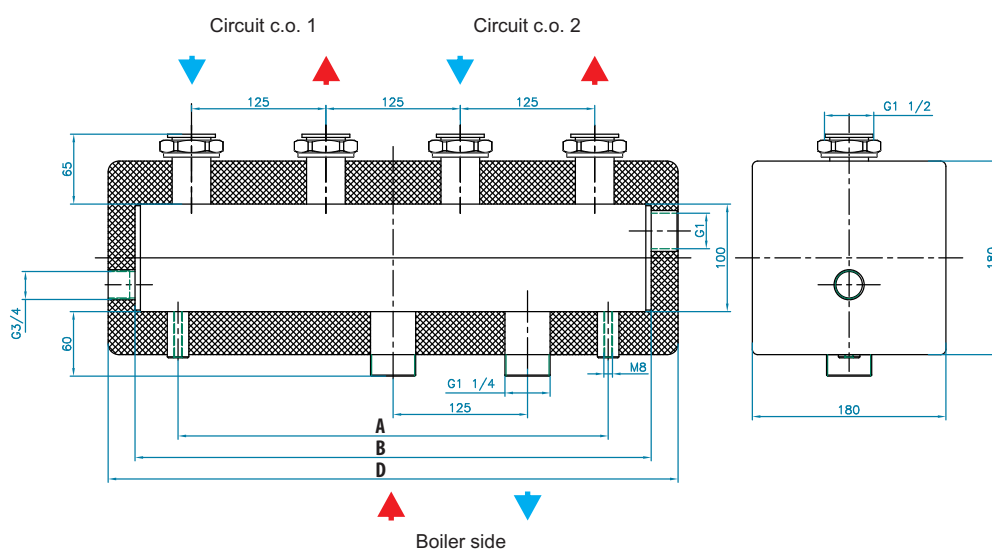 Circuit c.o. 1
Circuit c.o. 2
125
125
125
G1 1/2
65
G1
100
180
G3/4
60
M8
G1 1/4
125
180
A
B
D
Boiler side